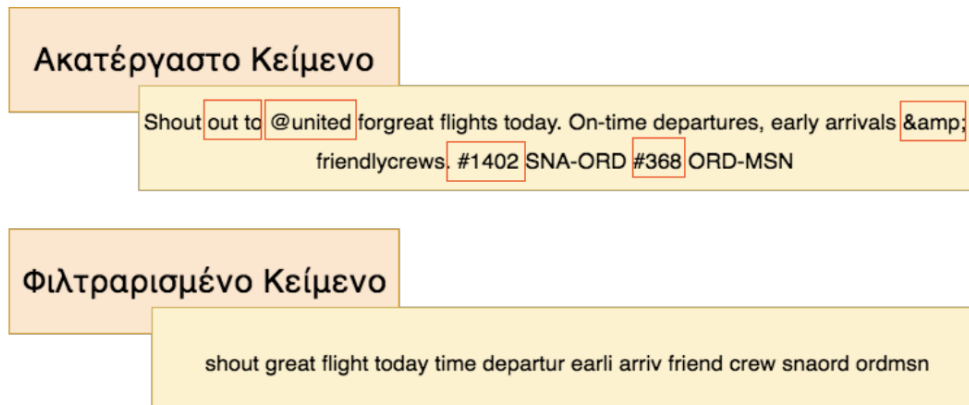 Ακατέργαστο Κείμενο
Shout out to @united forgreat flights today. On-time departures, early arrivals &amp;
friendlycrews. #1402 SNA-ORD #368 ORD-MSN
Φιλτραρισμένο Κείμενο
shout great flight today time departur earli arriv friend crew snaord ordmsn